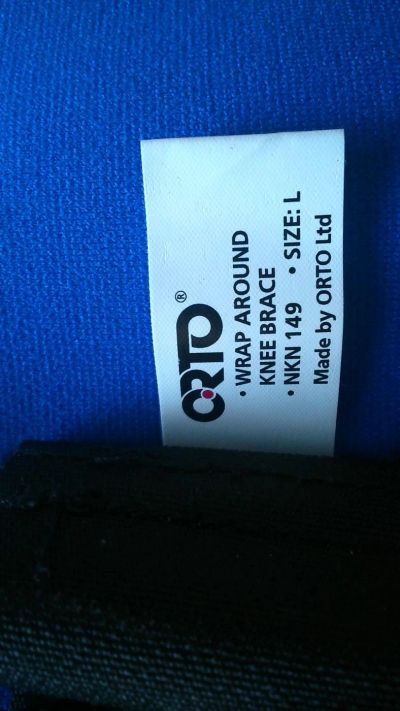 ORTO®
• WRAP AROUND
KNEE BRACE
• NKN 149 • SIZE: L
Made by ORTO Ltd